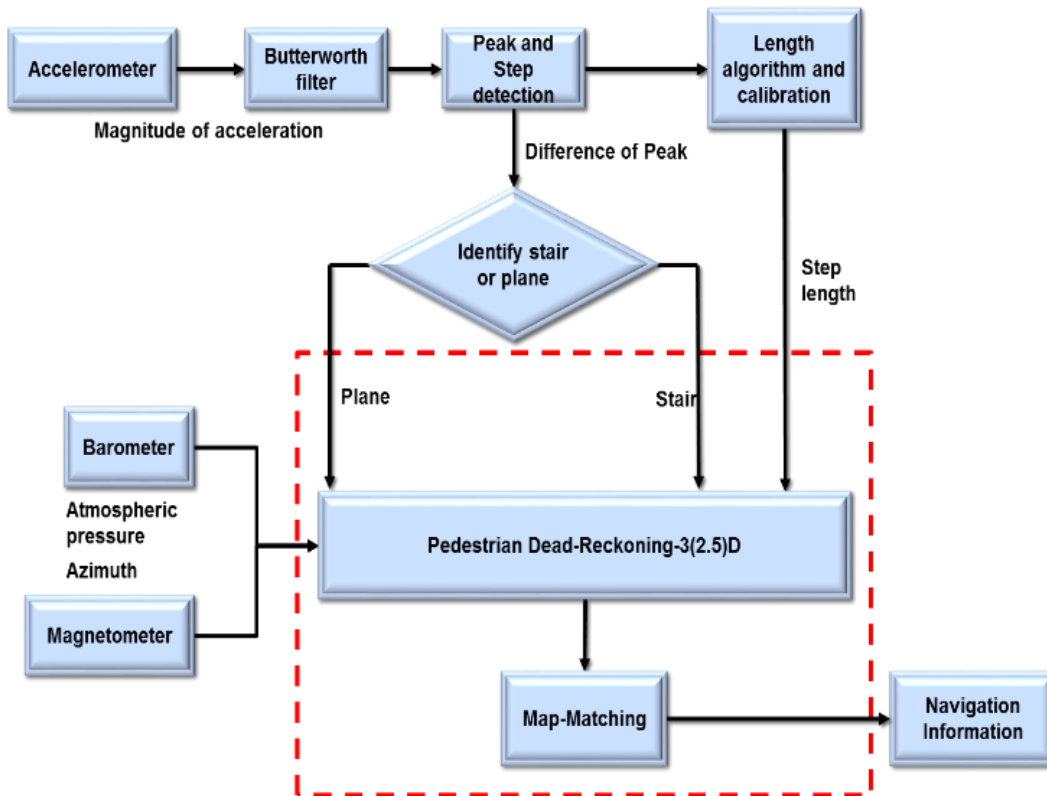 Accelerometer
Butterworth
filter
Peak and
Step
detection
Length
algorithm and
calibration
Magnitude of acceleration
Difference of Peak
Identify stair
or plane
Step
length
Plane
Stair
Barometer
Atmospheric
pressure
Azimuth
Magnetometer
Pedestrian Dead-Reckoning-3(2.5)D
Map-Matching
Navigation
Information